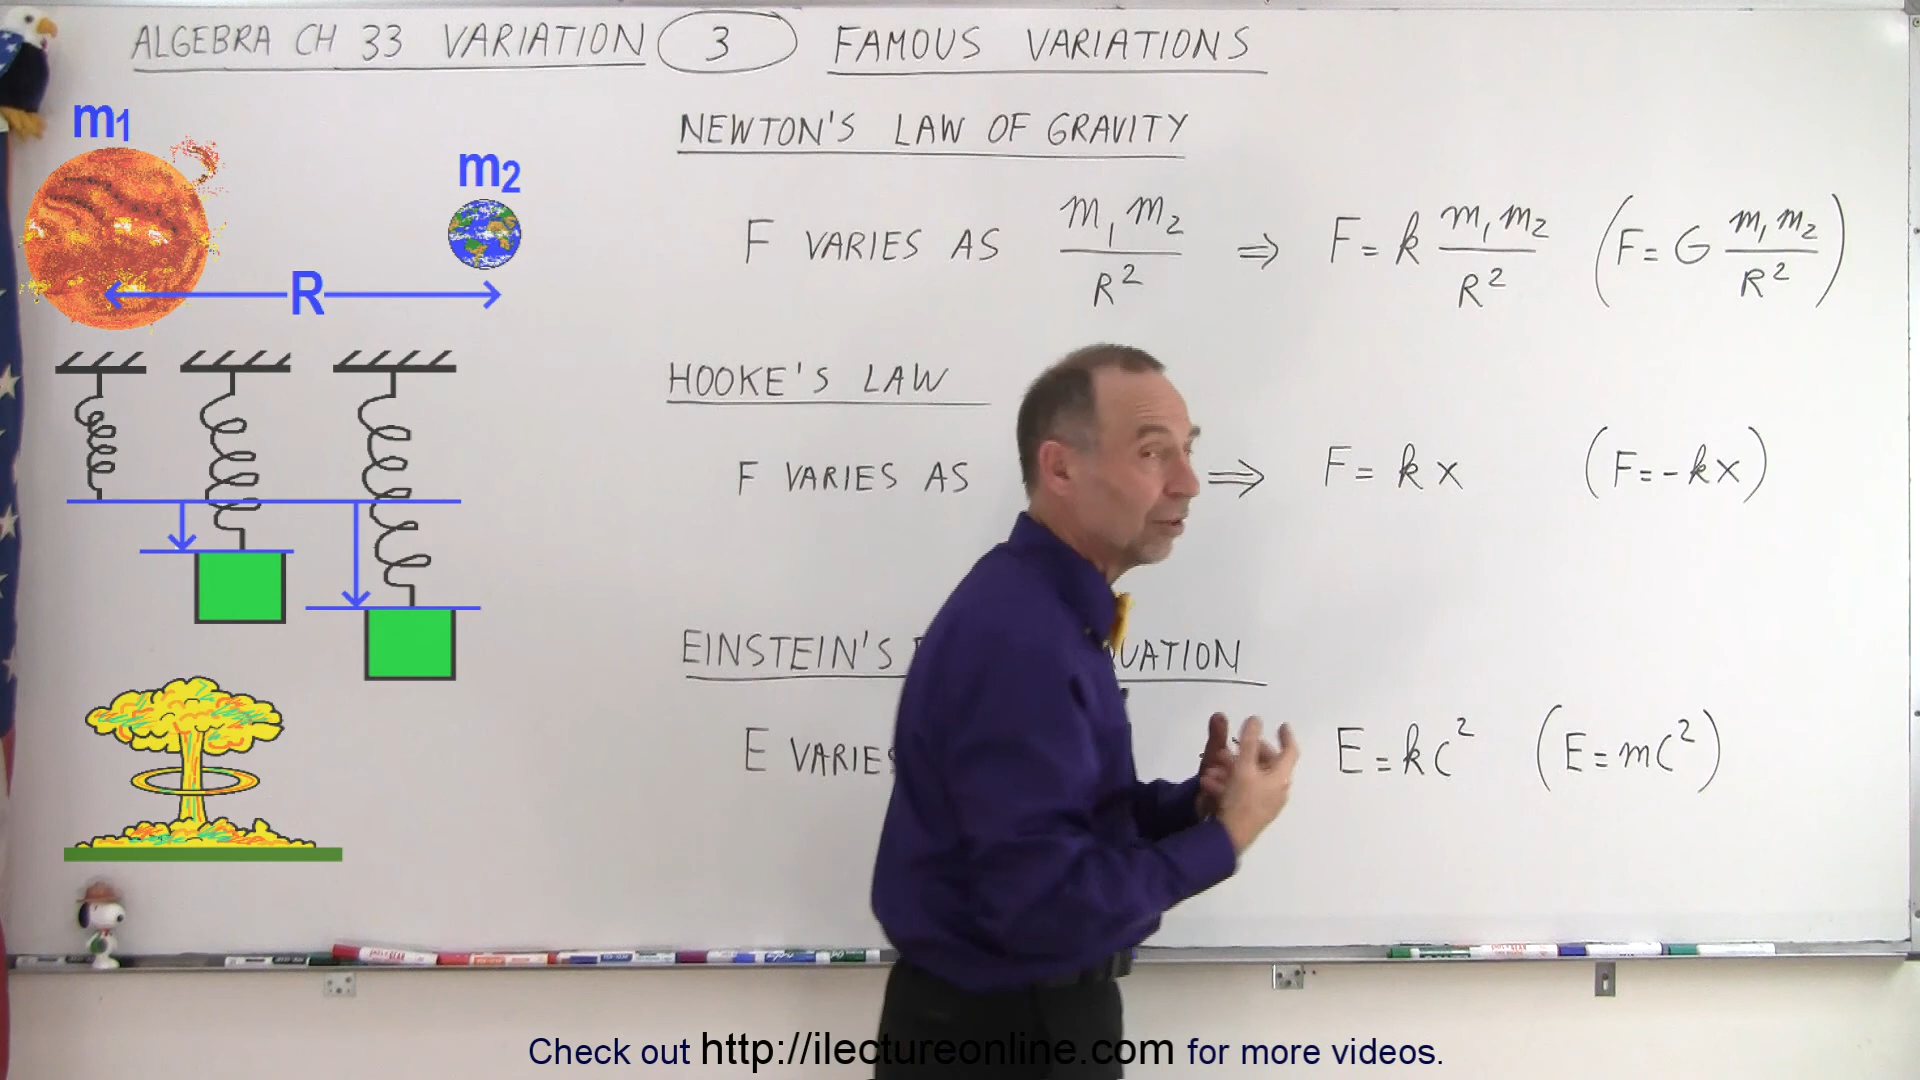 ALGEBRA CH 33 VARIATION 3 FAMOUS VARIATIONS
m1
m2
R
NEWTON'S LAW OF GRAVITY
F VARIES AS m₁m₂/R² ⇒ F = k m₁m₂/R² (F = G m₁m₂/R²)
HOOKE'S LAW
F VARIES AS ⇒ F = kx (F = -kx)
EINSTEIN'S
E VARIES E = kc² (E = mc²)
Check out http://ilectureonline.com for more videos.